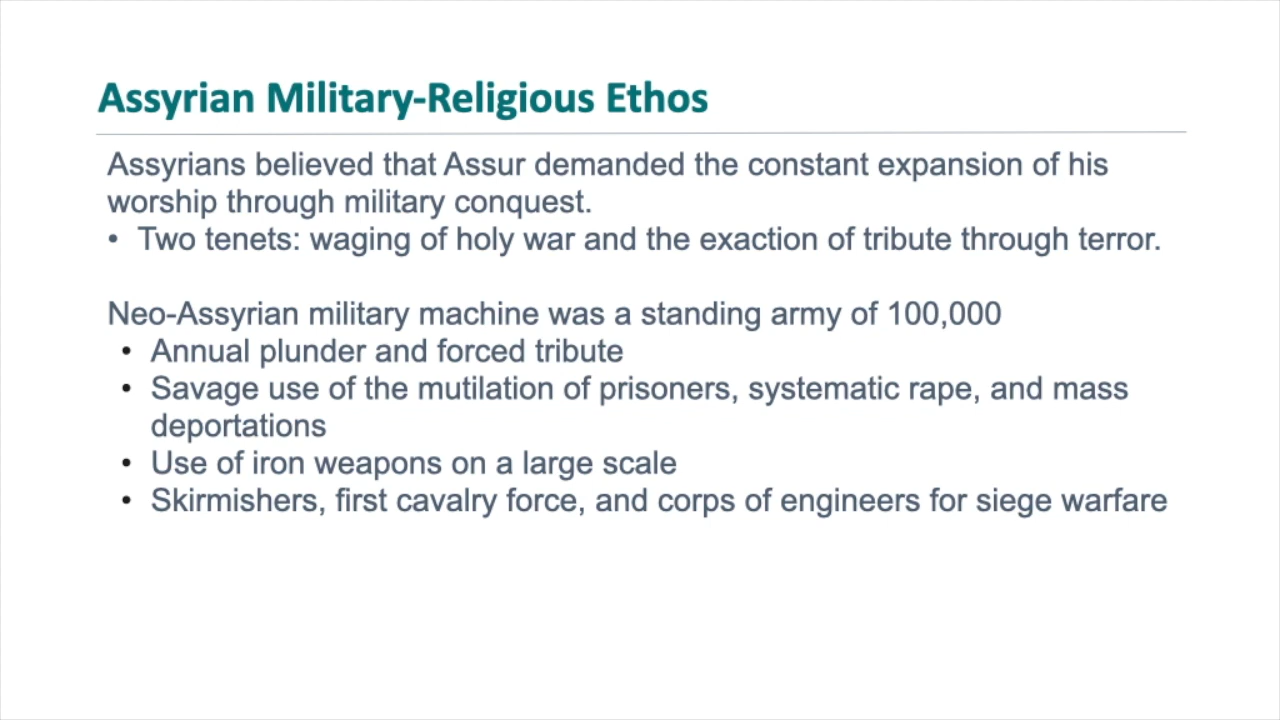 Assyrian Military-Religious Ethos
Assyrians believed that Assur demanded the constant expansion of his
worship through military conquest.
• Two tenets: waging of holy war and the exaction of tribute through terror.
Neo-Assyrian military machine was a standing army of 100,000
• Annual plunder and forced tribute
• Savage use of the mutilation of prisoners, systematic rape, and mass
deportations
• Use of iron weapons on a large scale
• Skirmishers, first cavalry force, and corps of engineers for siege warfare